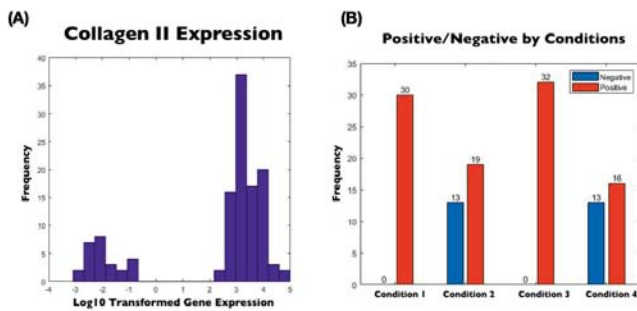 (A)
Collagen II Expression
40
35
30
25
20
15
10
5
0
Frequency
-4 -3 -2 -1 0 1 2 3 4 5
Log10 Transformed Gene Expression
(B)
Positive/Negative by Conditions
35
30
25
20
15
10
5
0
Frequency
Negative
Positive
0 30 13 19 0 32 13 16
Condition 1 Condition 2 Condition 3 Condition 4